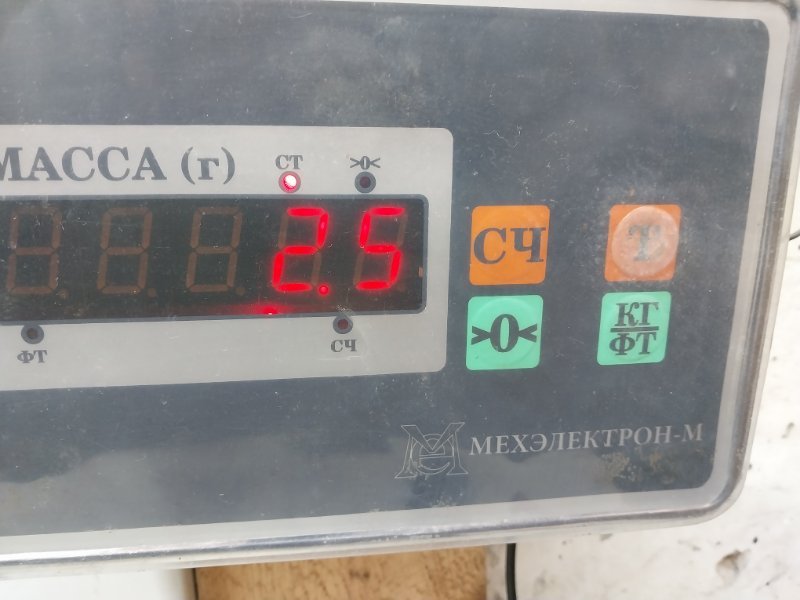 МАССА (г)
СТ
>0<
2.5
ФТ
СЧ
СЧ
Т
>0<
КГ
ФТ
МЕХЭЛЕКТРОН-М